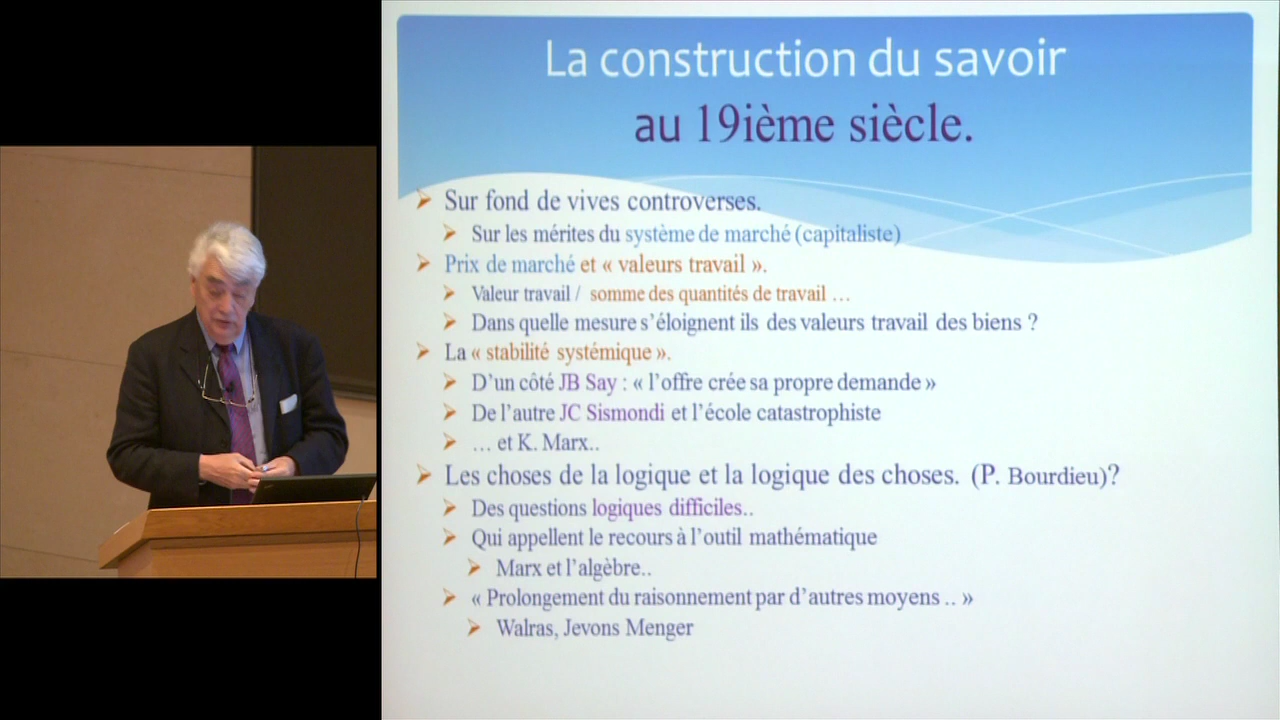 La construction du savoir
au 19ième siècle.
Sur fond de vives controverses.
Sur les mérites du système de marché (capitaliste)
Prix de marché et « valeurs travail ».
Valeur travail / somme des quantités de travail …
Dans quelle mesure s’éloignent ils des valeurs travail des biens ?
La « stabilité systémique ».
D’un côté JB Say : « l’offre crée sa propre demande »
De l’autre JC Sismondi et l’école catastrophiste
… et K. Marx..
Les choses de la logique et la logique des choses. (P. Bourdieu)?
Des questions logiques difficiles..
Qui appellent le recours à l’outil mathématique
Marx et l’algèbre..
« Prolongement du raisonnement par d’autres moyens .. »
Walras, Jevons Menger